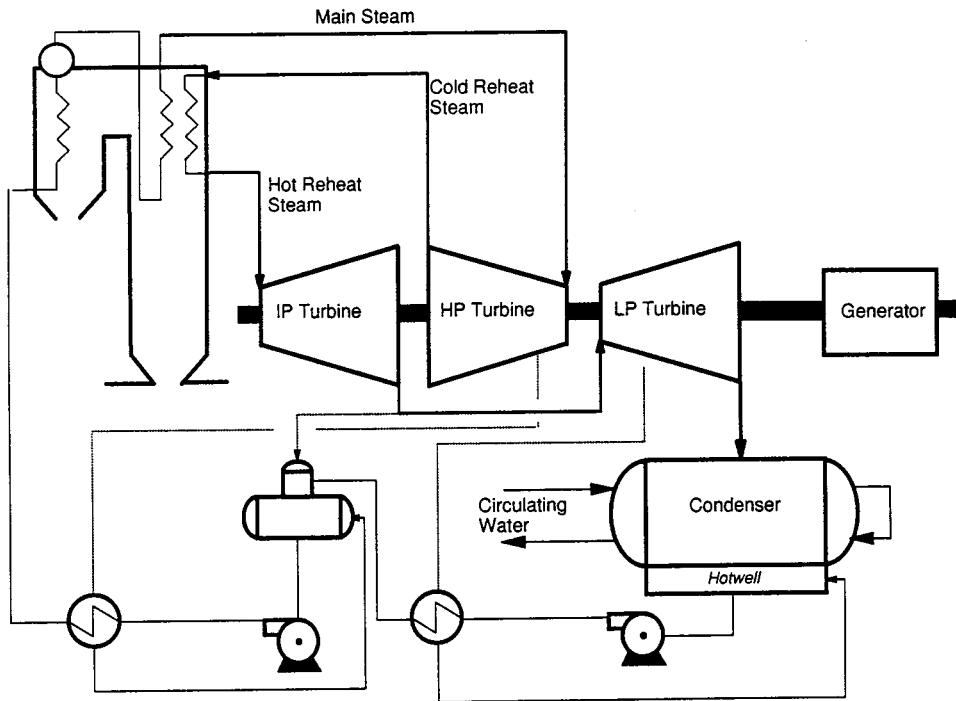 Main Steam
Cold Reheat
Steam
Hot Reheat
Steam
IP Turbine
HP Turbine
LP Turbine
Generator
Circulating
Water
Condenser
Hotwell